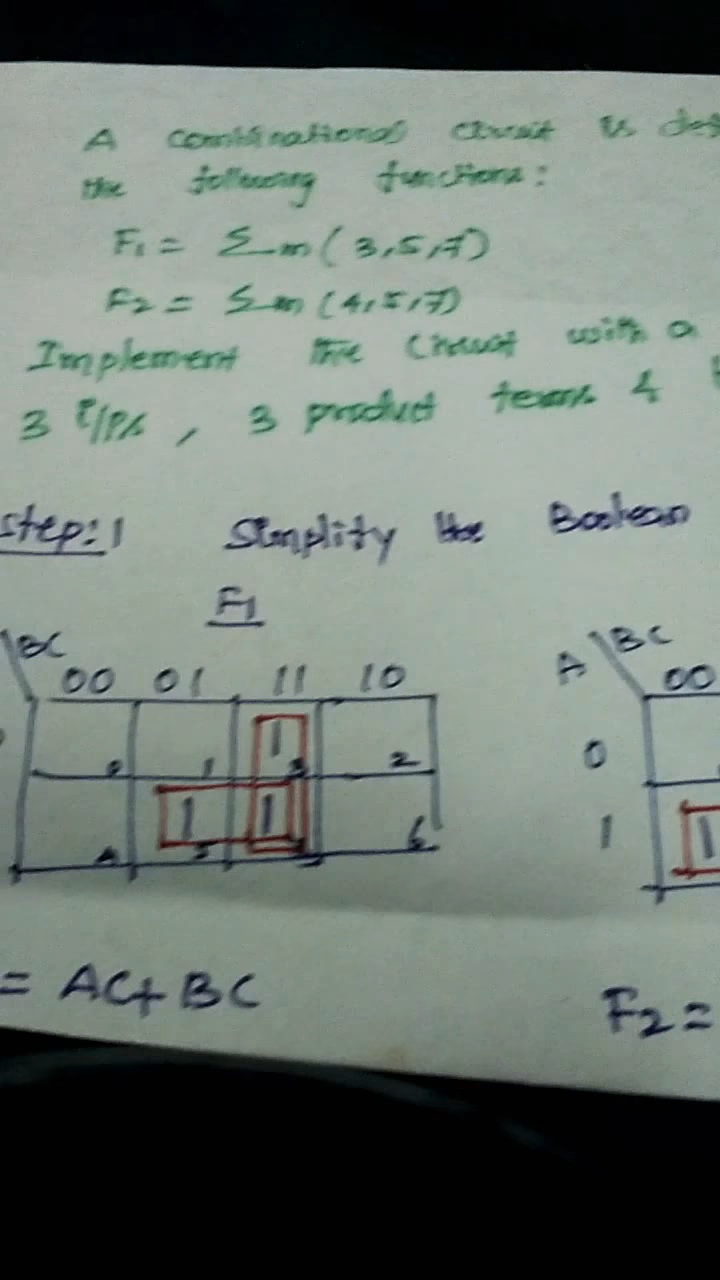 A combinational circuit is
the following functions:
F1 = Σm (3,5,7)
F2 = Σm (4,5,7)
Implement the circuit with a
3 i/ps , 3 product terms &
step:1 Simplify the Boolean
F1
BC
00 01 11 10
A BC
00
1
0 1 3 2
0
1 1
4 5 6
1
1
= AC+ BC
F2 =